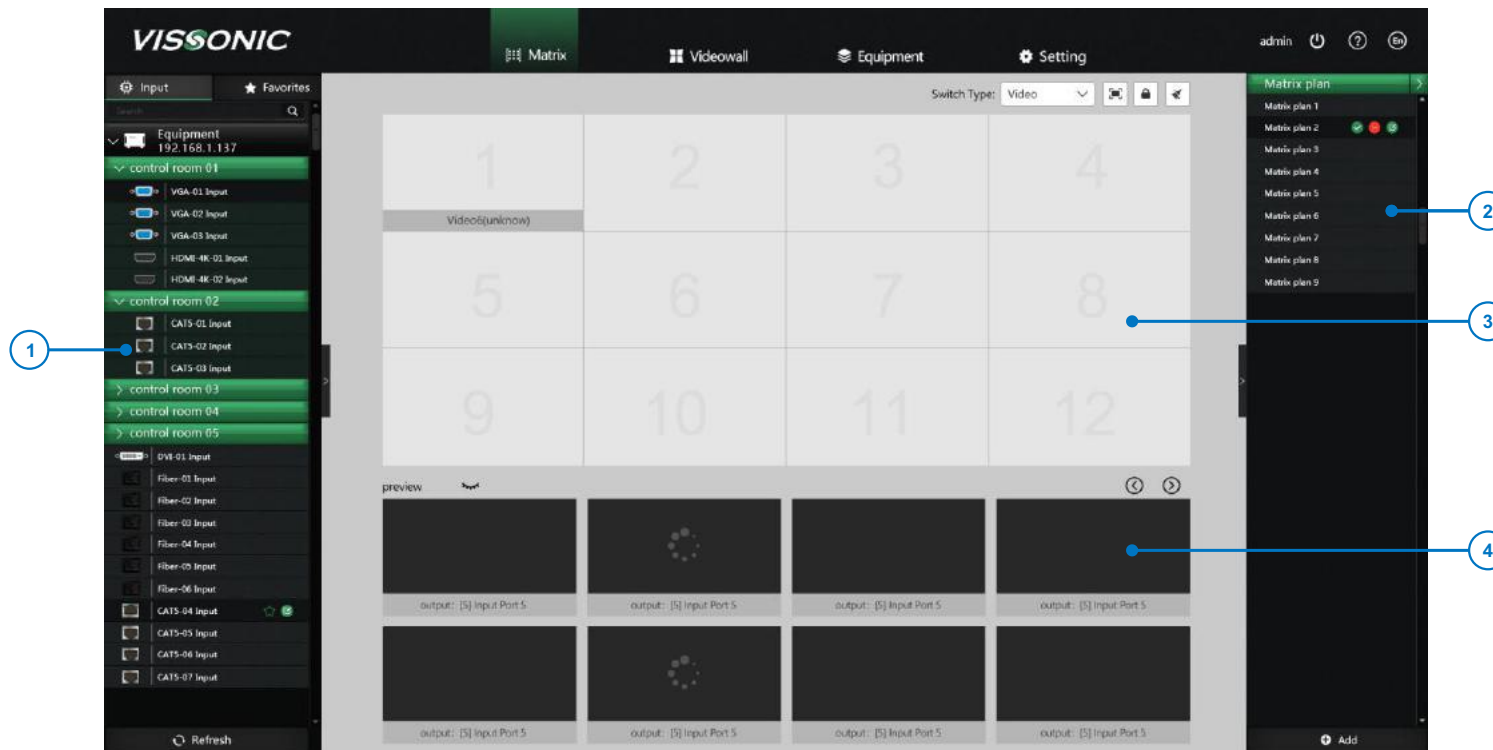 VISSONIC
Matrix
Videowall
Equipment
Setting
admin
En
Input
Favorites
Search
Equipment
192.168.1.137
control room 01
VGA-01 Input
VGA-02 Input
VGA-03 Input
HDMI-4K-01 Input
HDMI-4K-02 Input
control room 02
CAT5-01 Input
CAT5-02 Input
CAT5-03 Input
control room 03
control room 04
control room 05
DVI-01 Input
Fiber-01 Input
Fiber-02 Input
Fiber-03 Input
Fiber-04 Input
Fiber-05 Input
Fiber-06 Input
CAT5-04 Input
CAT5-05 Input
CAT5-06 Input
CAT5-07 Input
Refresh
1
Switch Type: Video
1 2 3 4
Video6(unknow)
5 6 7 8
9 10 11 12
preview
output: [5] Input Port 5
output: [5] Input Port 5
output: [5] Input Port 5
output: [5] Input Port 5
output: [5] Input Port 5
output: [5] Input Port 5
output: [5] Input Port 5
output: [5] Input Port 5
Matrix plan
Matrix plan 1
Matrix plan 2
Matrix plan 3
Matrix plan 4
Matrix plan 5
Matrix plan 6
Matrix plan 7
Matrix plan 8
Matrix plan 9
Add
2
3
4